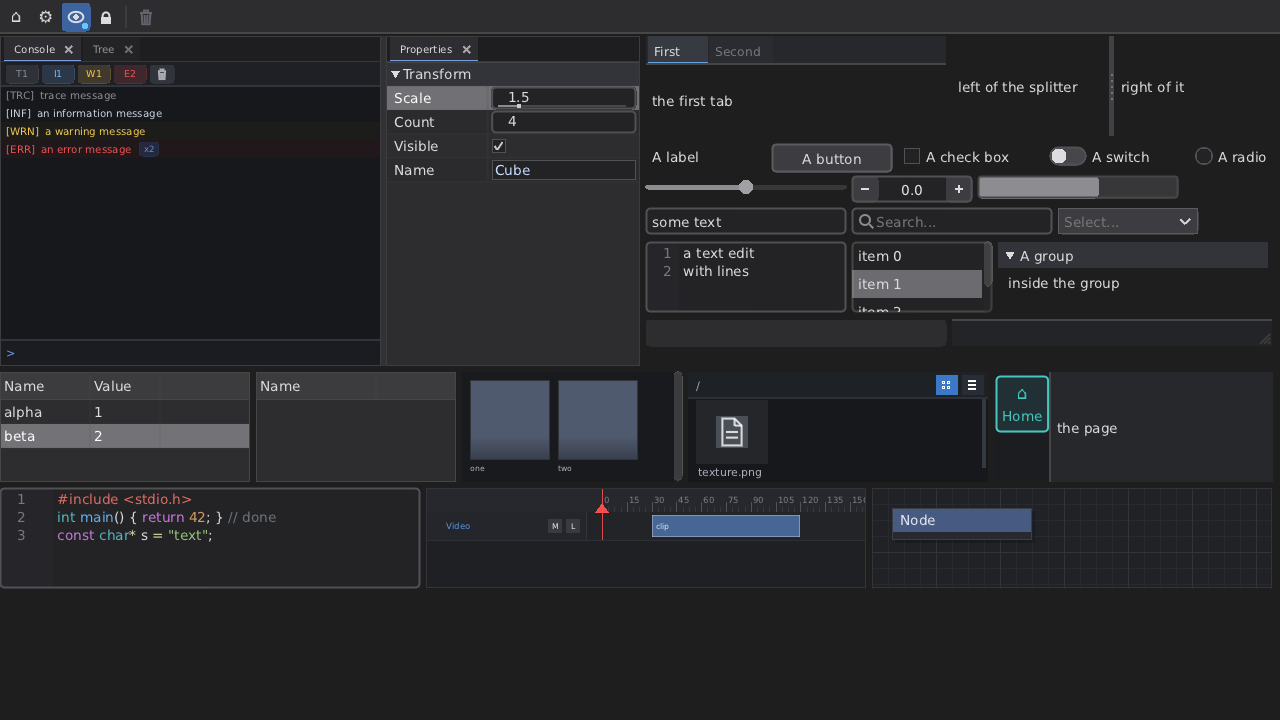 Console
Tree
T1
I1
W1
E2
[TRC] trace message
[INF] an information message
[WRN] a warning message
[ERR] an error message x2
>
Properties
Transform
Scale 1.5
Count 4
Visible
Name Cube
First
Second
the first tab
left of the splitter
right of it
A label
A button
A check box
A switch
A radio
0.0
some text
Search...
Select...
1 a text edit
2 with lines
item 0
item 1
item 2
A group
inside the group
Name Value
alpha 1
beta 2
Name
one
two
/
texture.png
Home
the page
1 #include <stdio.h>
2 int main() { return 42; } // done
3 const char* s = "text";
0 15 30 45 60 75 90 105 120 135 150
Video M L
clip
Node